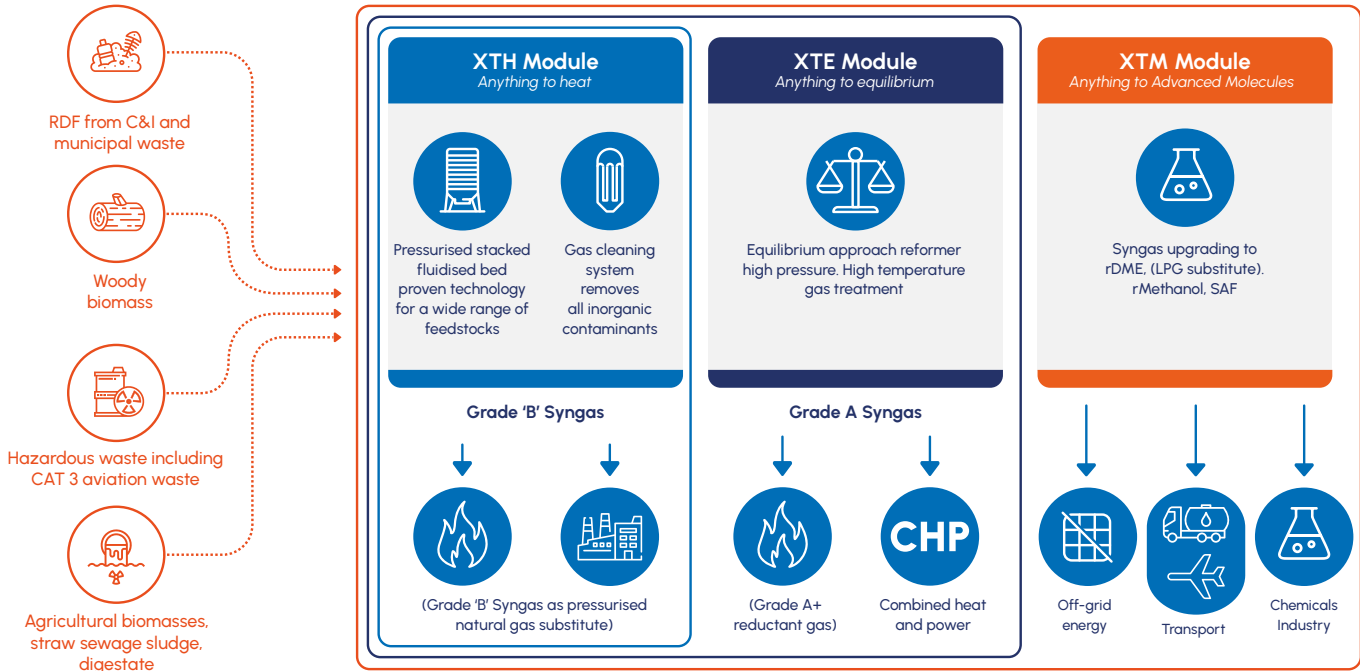 RDF from C&I and
municipal waste
Woody
biomass
Hazardous waste including
CAT 3 aviation waste
Agricultural biomasses,
straw sewage sludge,
digestate
XTH Module
Anything to heat
Pressurised stacked
fluidised bed
proven technology
for a wide range of
feedstocks
Gas cleaning
system
removes
all inorganic
contaminants
Grade 'B' Syngas
(Grade 'B' Syngas as pressurised
natural gas substitute)
XTE Module
Anything to equilibrium
Equilibrium approach reformer
high pressure. High temperature
gas treatment
Grade A Syngas
(Grade A+
reductant gas)
CHP
Combined heat
and power
XTM Module
Anything to Advanced Molecules
Syngas upgrading to
rDME, (LPG substitute).
rMethanol, SAF
Off-grid
energy
Transport
Chemicals
Industry